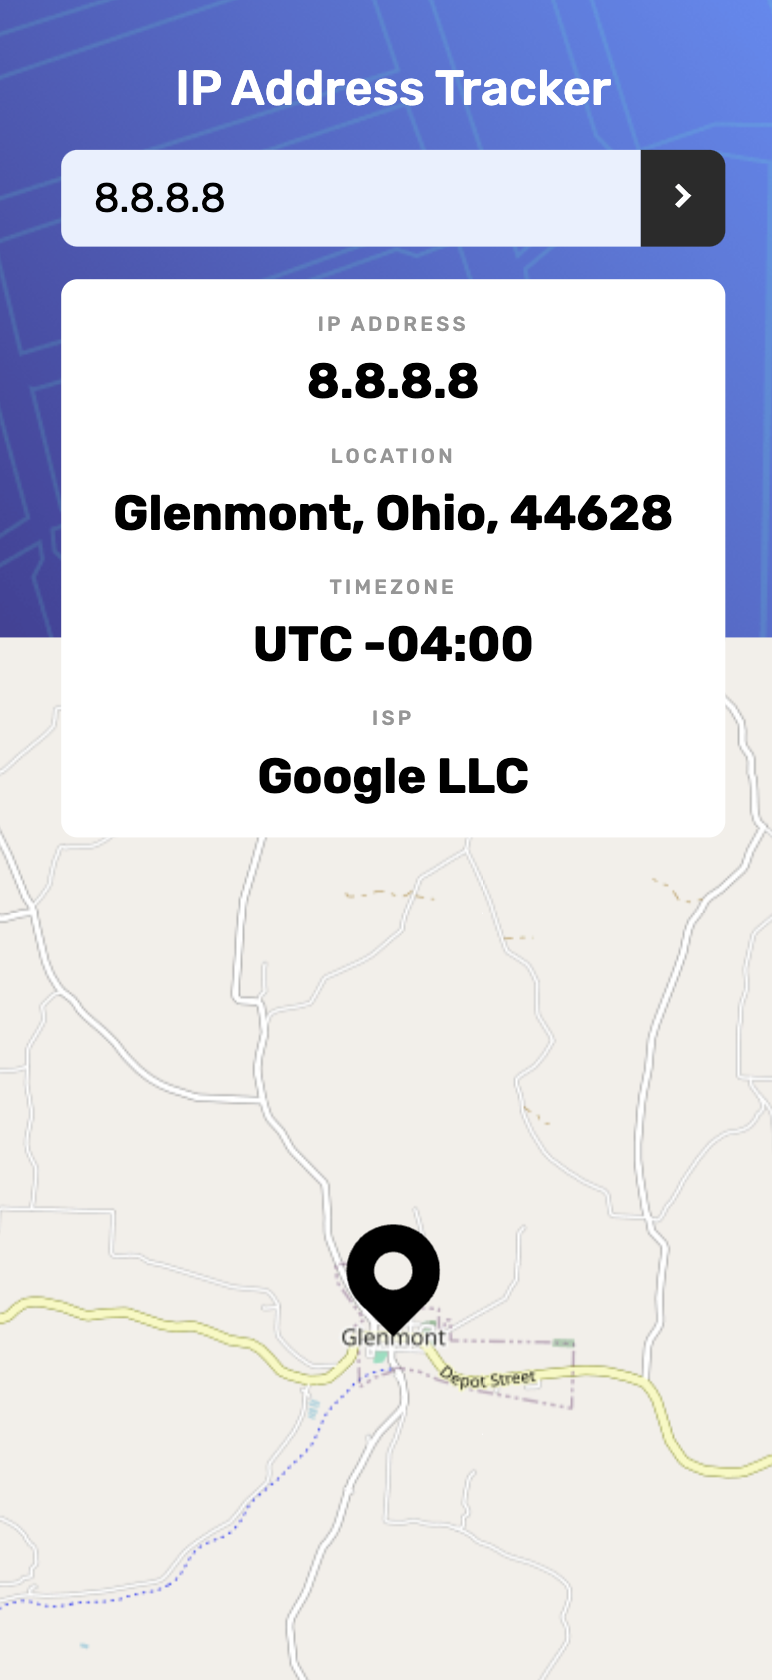 IP Address Tracker
8.8.8.8
IP ADDRESS
8.8.8.8
LOCATION
Glenmont, Ohio, 44628
TIMEZONE
UTC -04:00
ISP
Google LLC
Glenmont
Depot Street